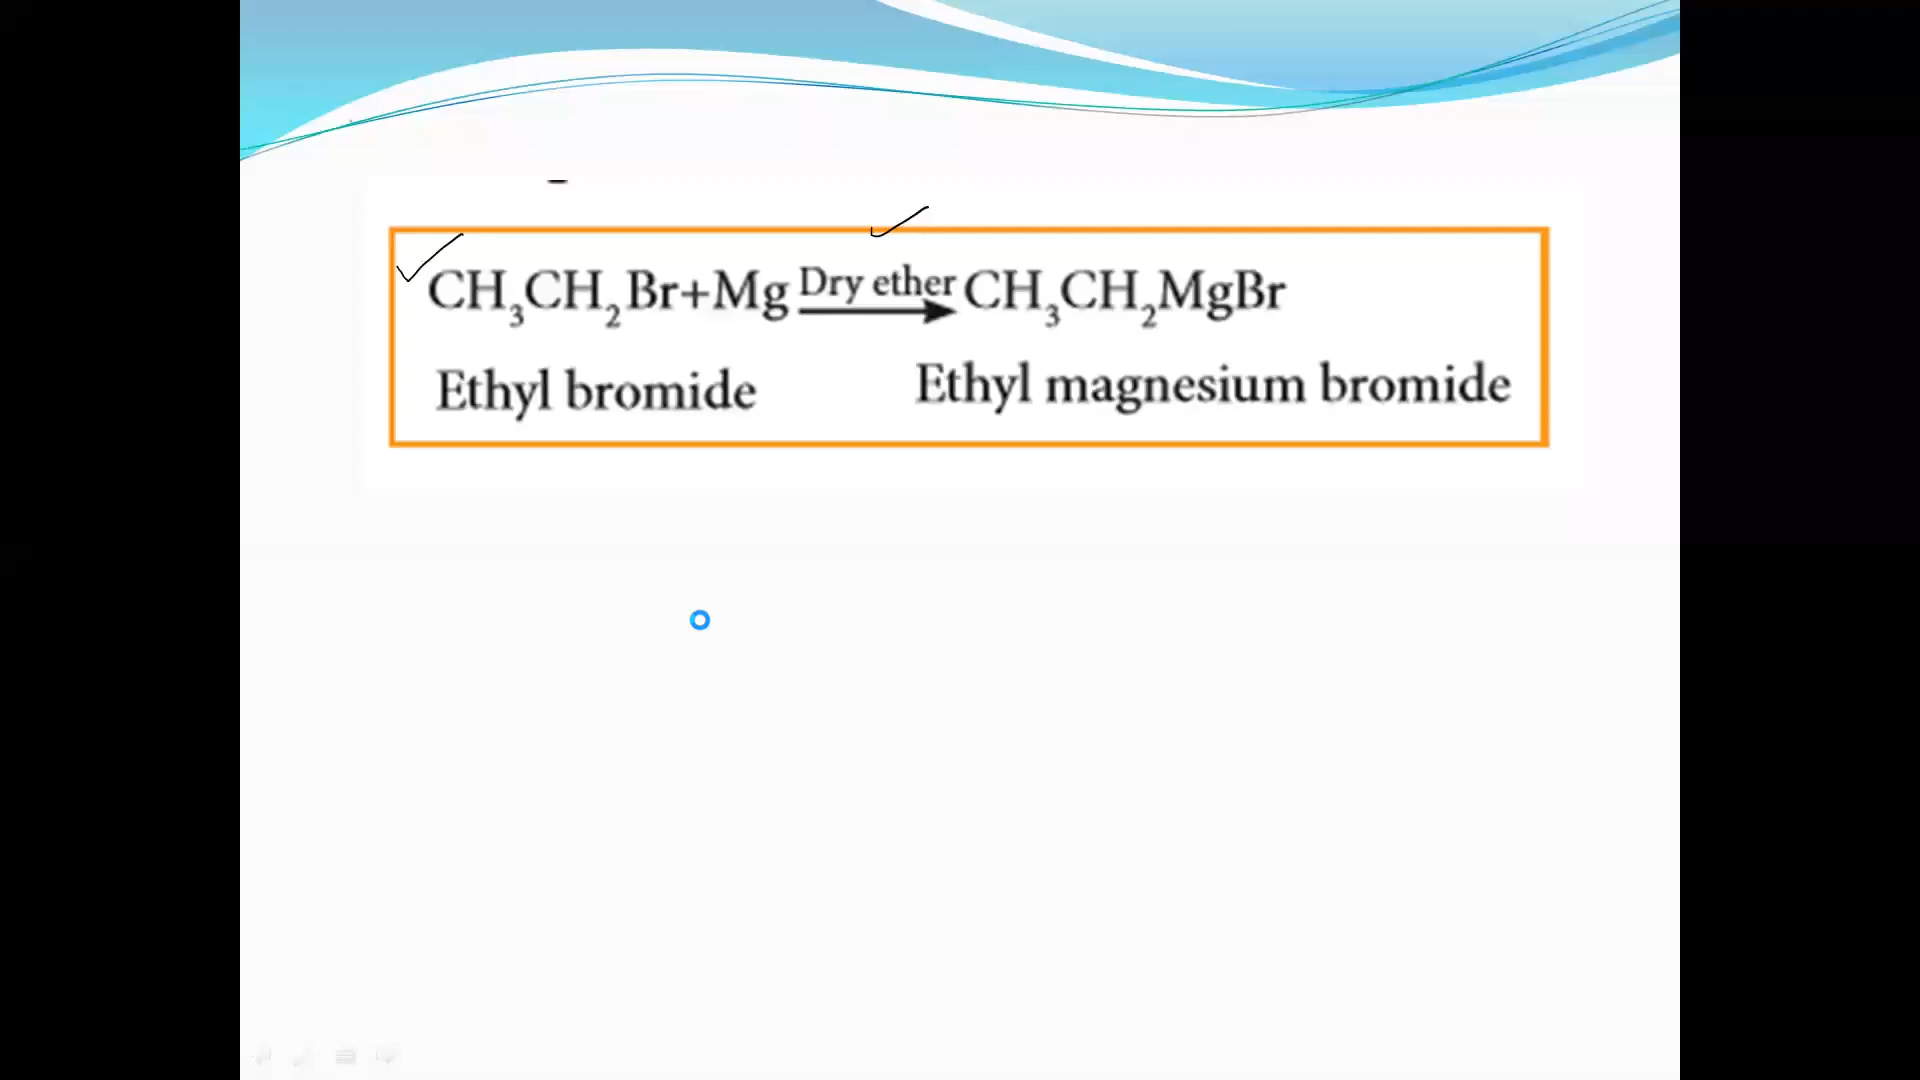 CH₃CH₂Br+Mg Dry ether CH₃CH₂MgBr
Ethyl bromide Ethyl magnesium bromide